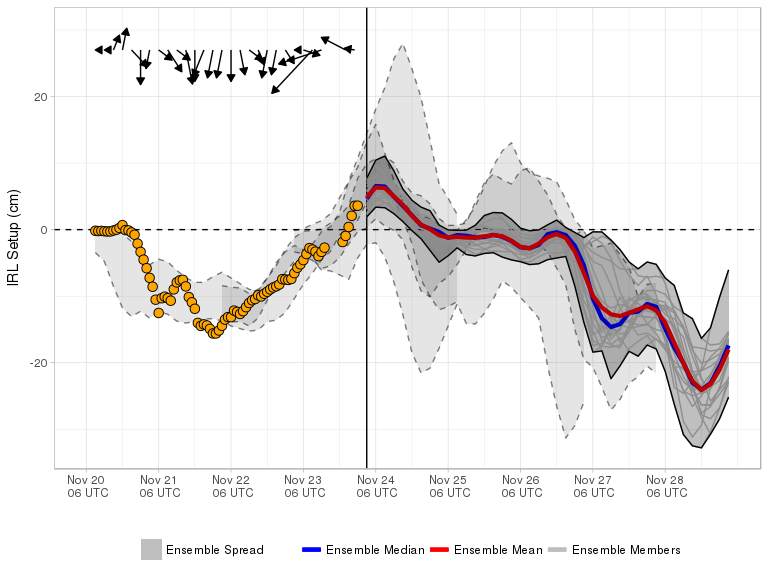 20
0
-20
IRL Setup (cm)
Nov 20 Nov 21 Nov 22 Nov 23 Nov 24 Nov 25 Nov 26 Nov 27 Nov 28
06 UTC 06 UTC 06 UTC 06 UTC 06 UTC 06 UTC 06 UTC 06 UTC 06 UTC
Ensemble Spread Ensemble Median Ensemble Mean Ensemble Members